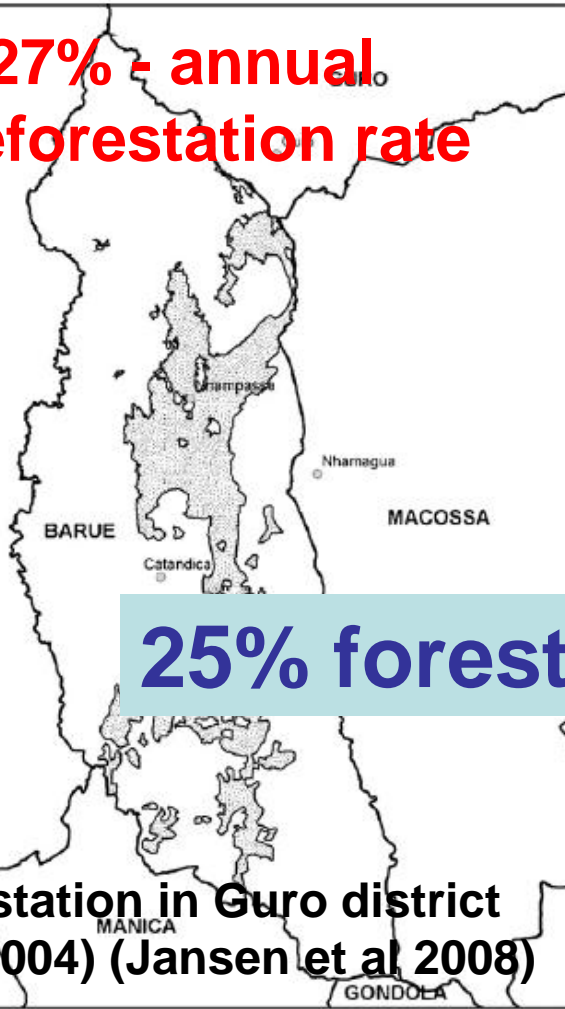 27% - annual
GURO
eforestation rate
Guro
Nhampassa
Nhamagua
MACOSSA
BARUE
Catandica
25% forest
station in Guro district
MANICA
004) (Jansen et al 2008)
GONDOLA